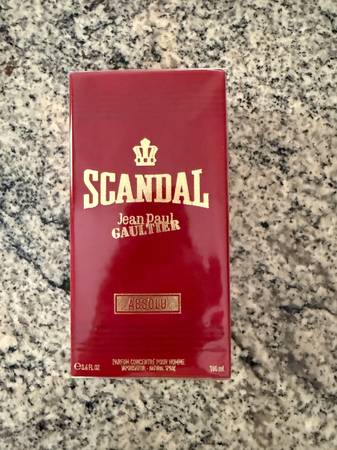 SCANDAL
Jean Paul
GAULTIER
ABSOLU
PARFUM CONCENTRÉ POUR HOMME
VAPORISATEUR - NATURAL SPRAY
℮ 3.4 FL.OZ
100 ml